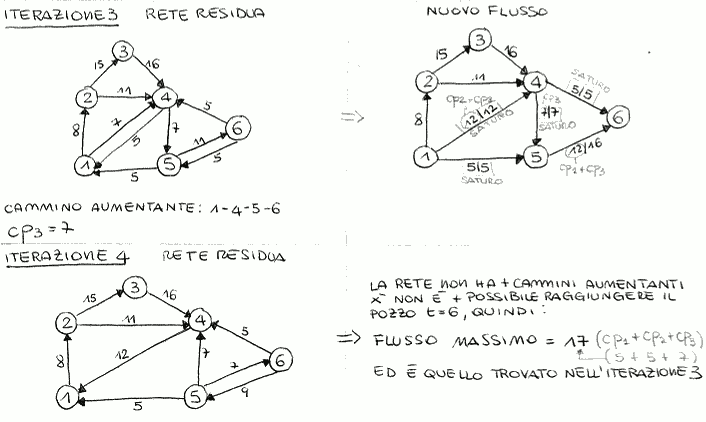 ITERAZIONE 3 RETE RESIDUA
3
15
16
2
11
4
8
7
5
7
5
6
11
5
1
5
5
CAMMINO AUMENTANTE: 1-4-5-6
CP3 = 7
NUOVO FLUSSO
3
15
16
2
11
4
SATURO
5/5
CP2-CP2
12/12
SATURO
CP3
7/7
SATURO
6
8
1
5/5
SATURO
5
12/16
CP1+CP3
ITERAZIONE 4 RETE RESIDUA
3
15
16
2
11
4
8
12
7
5
7
6
9
1
5
5
LA RETE NON HA + CAMMINI AUMENTANTI
X̄ NON È + POSSIBILE RAGGIUNGERE IL
POZZO t=6, QUINDI:
=> FLUSSO MASSIMO = 17 (CP1+CP2+CP3)
(5+5+7)
ED È QUELLO TROVATO NELL'ITERAZIONE 3